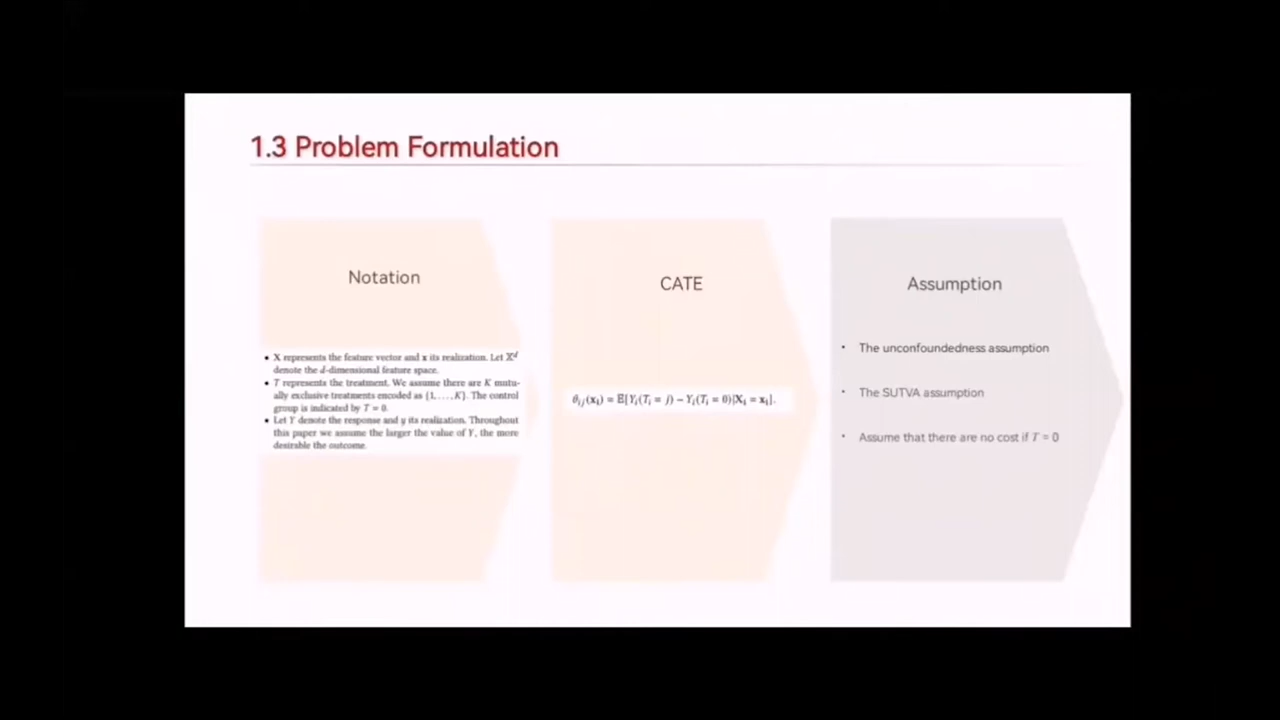 1.3 Problem Formulation
Notation
• X represents the feature vector and x its realization. Let 𝕏^d
denote the d-dimensional feature space.
• T represents the treatment. We assume there are K mutu-
ally exclusive treatments encoded as {1, . . . , K}. The control
group is indicated by T = 0.
• Let Y denote the response and y its realization. Throughout
this paper we assume the larger the value of Y, the more
desirable the outcome.
CATE
θ_ij(x_i) = 𝔼[Y_i(T_i = j) − Y_i(T_i = 0)|X_i = x_i].
Assumption
• The unconfoundedness assumption
• The SUTVA assumption
• Assume that there are no cost if T = 0